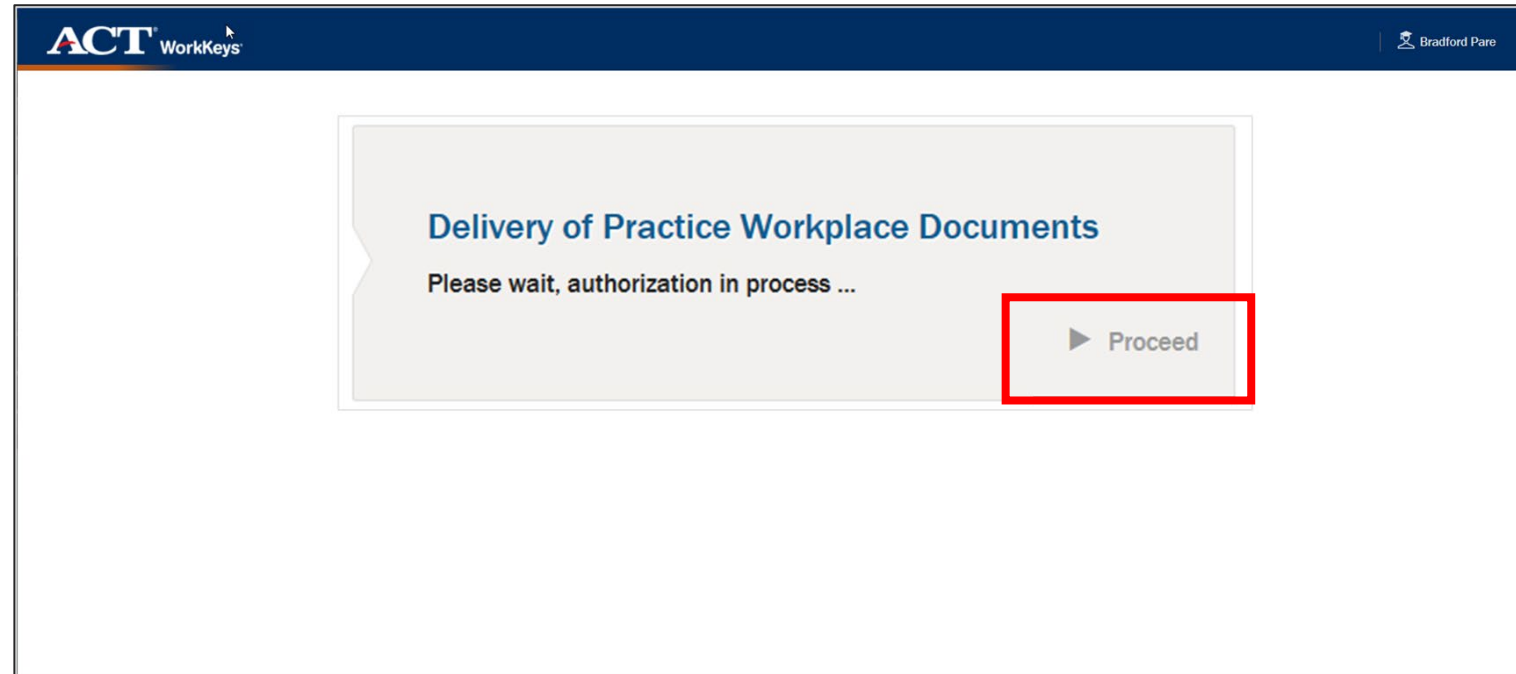 ACT® WorkKeys®
Bradford Pare
Delivery of Practice Workplace Documents
Please wait, authorization in process ...
Proceed